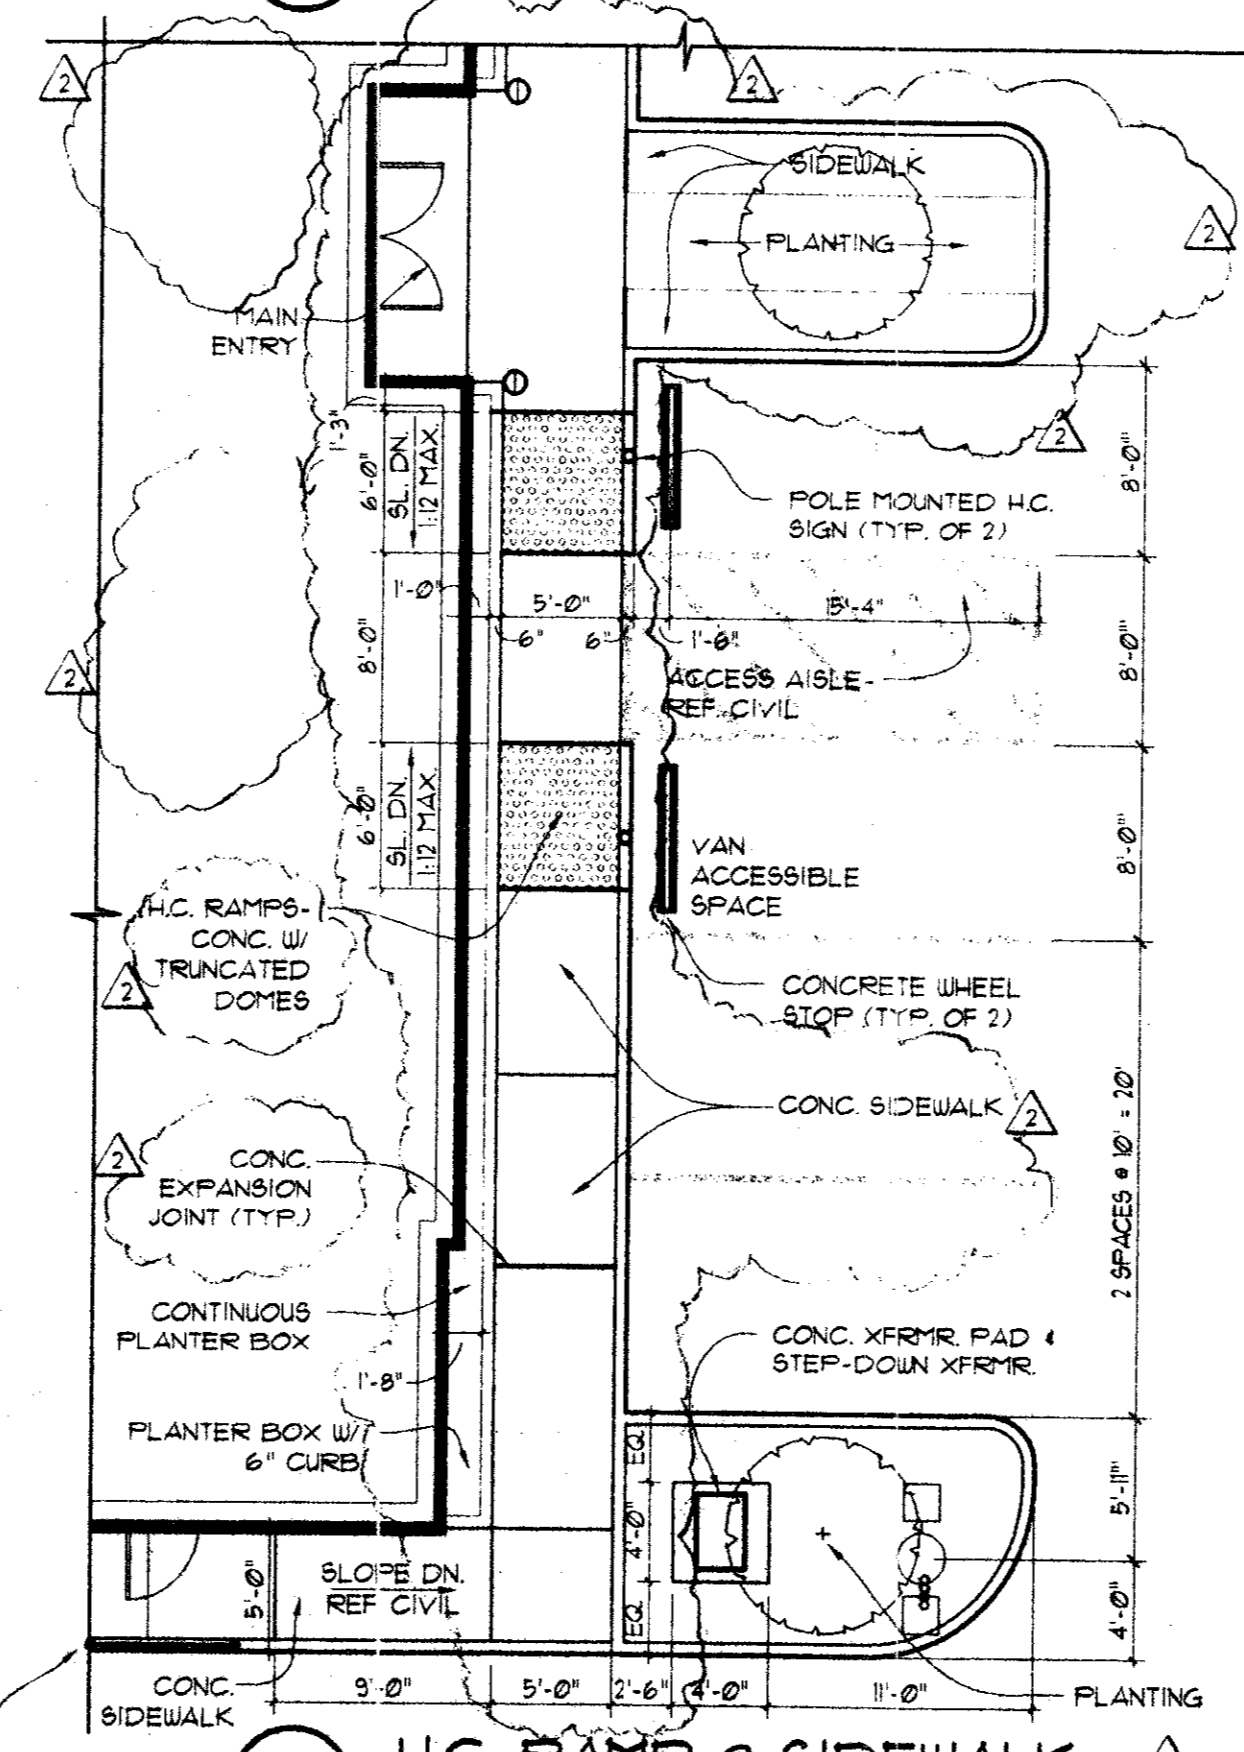 2
2
SIDEWALK
2
PLANTING
MAIN
ENTRY
1'-3"
6'-0"
SL. DN.
1:12 MAX.
2
8'-0"
POLE MOUNTED H.C.
SIGN (TYP. OF 2)
1'-0"
5'-0"
15'-4"
6"
6"
1'-6"
8'-0"
8'-0"
2
ACCESS AISLE-
REF. CIVIL
6'-0"
SL. DN.
1:12 MAX.
VAN
ACCESSIBLE
SPACE
8'-0"
H.C. RAMPS-
CONC. W/
TRUNCATED
DOMES
2
CONCRETE WHEEL
STOP (TYP. OF 2)
CONC. SIDEWALK
2
2 SPACES @ 10' = 20'
2
CONC.
EXPANSION
JOINT (TYP.)
CONTINUOUS
PLANTER BOX
CONC. XFRMR. PAD &
STEP-DOWN XFRMR.
1'-8"
PLANTER BOX W/
6" CURB
EQ
4'-0"
EQ
5'-11"
4'-0"
SLOPE DN.
REF CIVIL
5'-0"
CONC.
SIDEWALK
9'-0"
5'-0"
2'-6"
4'-0"
11'-0"
PLANTING
H.C. RAMP & SIDEWALK